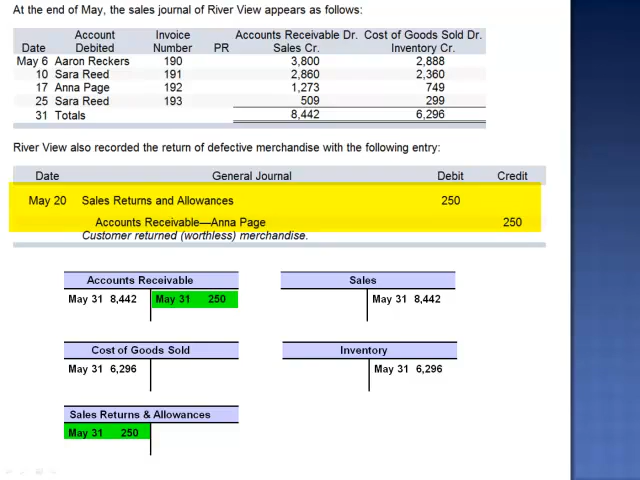 At the end of May, the sales journal of River View appears as follows:
Account Invoice Accounts Receivable Dr. Cost of Goods Sold Dr.
Date Debited Number PR Sales Cr. Inventory Cr.
May 6 Aaron Reckers 190 3,800 2,888
10 Sara Reed 191 2,860 2,360
17 Anna Page 192 1,273 749
25 Sara Reed 193 509 299
31 Totals 8,442 6,296
River View also recorded the return of defective merchandise with the following entry:
Date General Journal Debit Credit
May 20 Sales Returns and Allowances 250
Accounts Receivable—Anna Page 250
Customer returned (worthless) merchandise.
Accounts Receivable Sales
May 31 8,442 May 31 250 May 31 8,442
Cost of Goods Sold Inventory
May 31 6,296 May 31 6,296
Sales Returns & Allowances
May 31 250